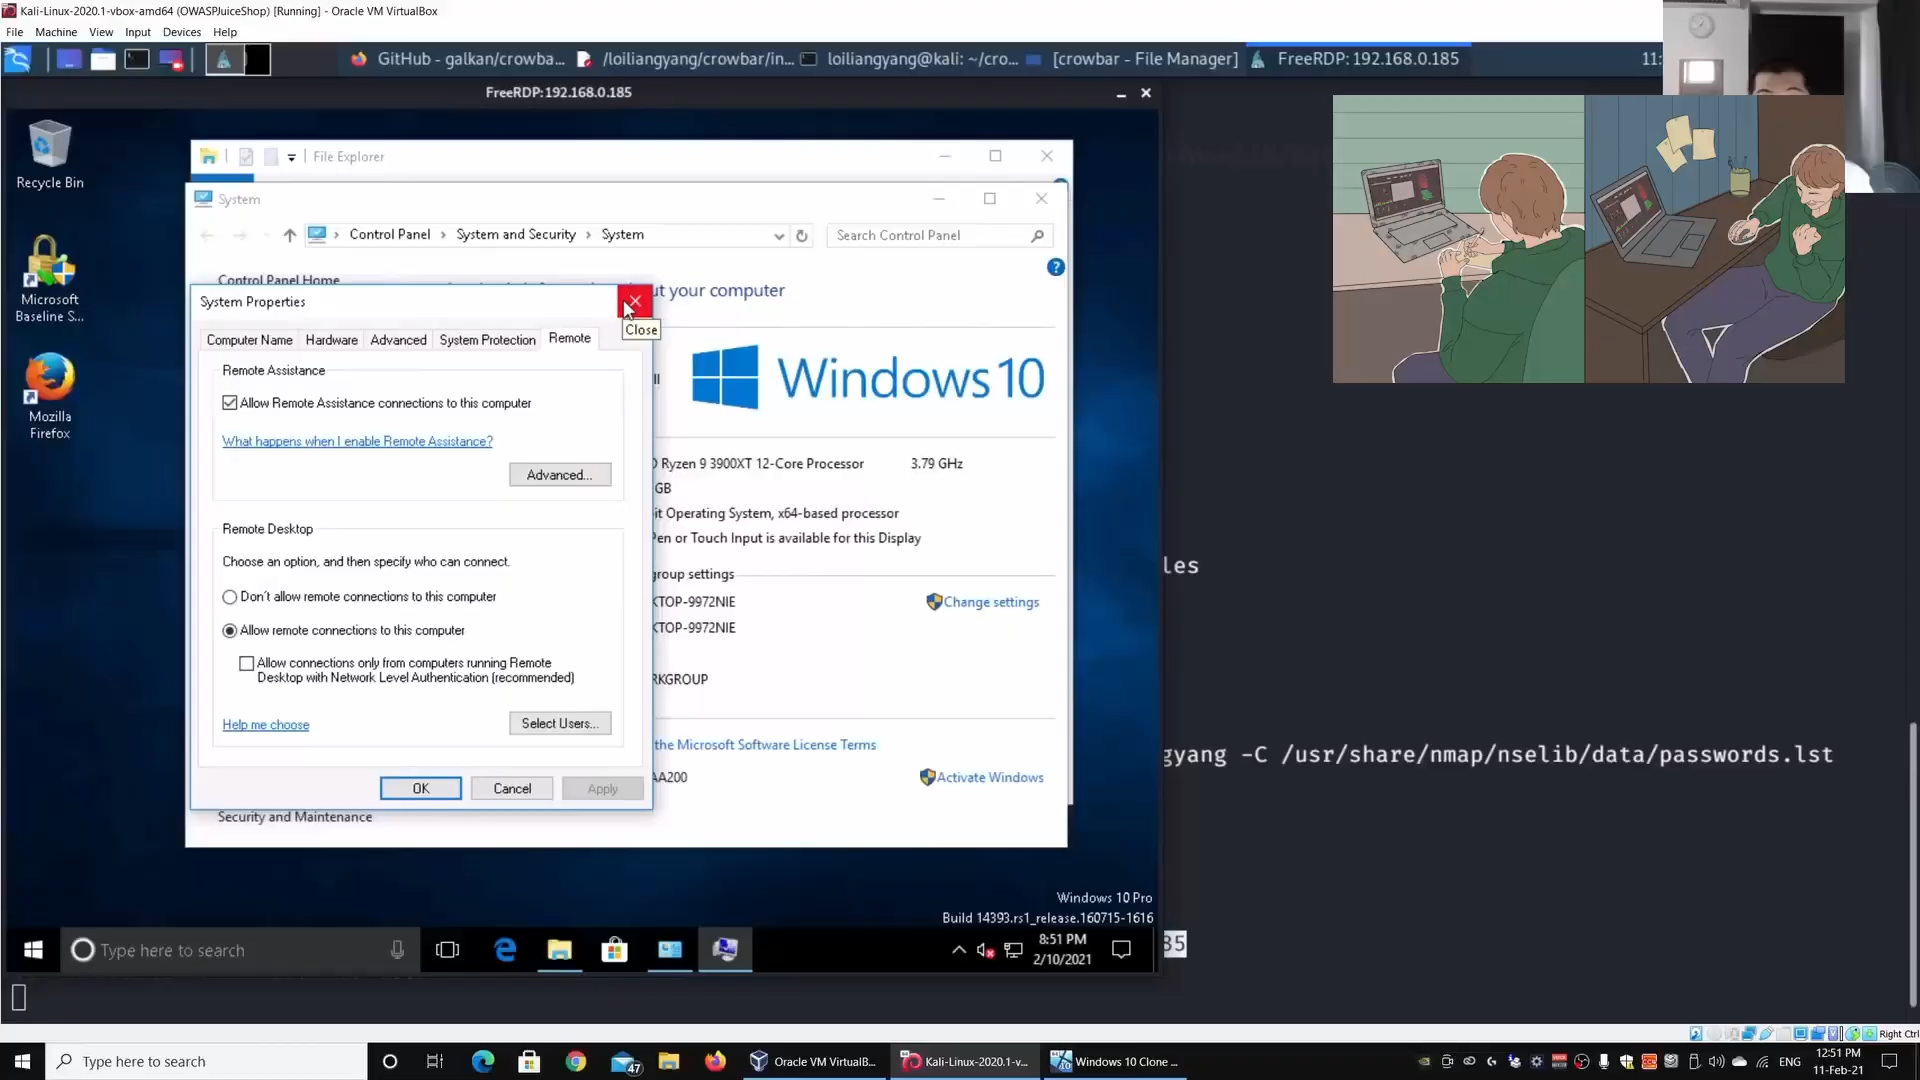 Kali-Linux-2020.1-vbox-amd64 (OWASPJuiceShop) [Running] - Oracle VM VirtualBox
File Machine View Input Devices Help
GitHub - galkan/crowba... /loiliangyang/crowbar/in... loiliangyang@kali: ~/cro... [crowbar - File Manager] FreeRDP: 192.168.0.185 11:
FreeRDP: 192.168.0.185
Recycle Bin
Microsoft
Baseline S...
Mozilla
Firefox
File Explorer
System
Control Panel › System and Security › System
Search Control Panel
Control Panel Home
ut your computer
System Properties
Close
Computer Name Hardware Advanced System Protection Remote
Remote Assistance
Allow Remote Assistance connections to this computer
What happens when I enable Remote Assistance?
Advanced...
Remote Desktop
Choose an option, and then specify who can connect.
Don't allow remote connections to this computer
Allow remote connections to this computer
Allow connections only from computers running Remote
Desktop with Network Level Authentication (recommended)
Help me choose
Select Users...
OK Cancel Apply
Security and Maintenance
Windows 10
Ryzen 9 3900XT 12-Core Processor 3.79 GHz
GB
it Operating System, x64-based processor
Pen or Touch Input is available for this Display
group settings
KTOP-9972NIE
Change settings
KTOP-9972NIE
RKGROUP
the Microsoft Software License Terms
AA200
Activate Windows
les
gyang -C /usr/share/nmap/nselib/data/passwords.lst
Windows 10 Pro
Build 14393.rs1_release.160715-1616
Type here to search
8:51 PM
2/10/2021
35
Right Ctrl
Type here to search
47
Oracle VM VirtualB...
Kali-Linux-2020.1-v...
Windows 10 Clone ...
ENG
12:51 PM
11-Feb-21